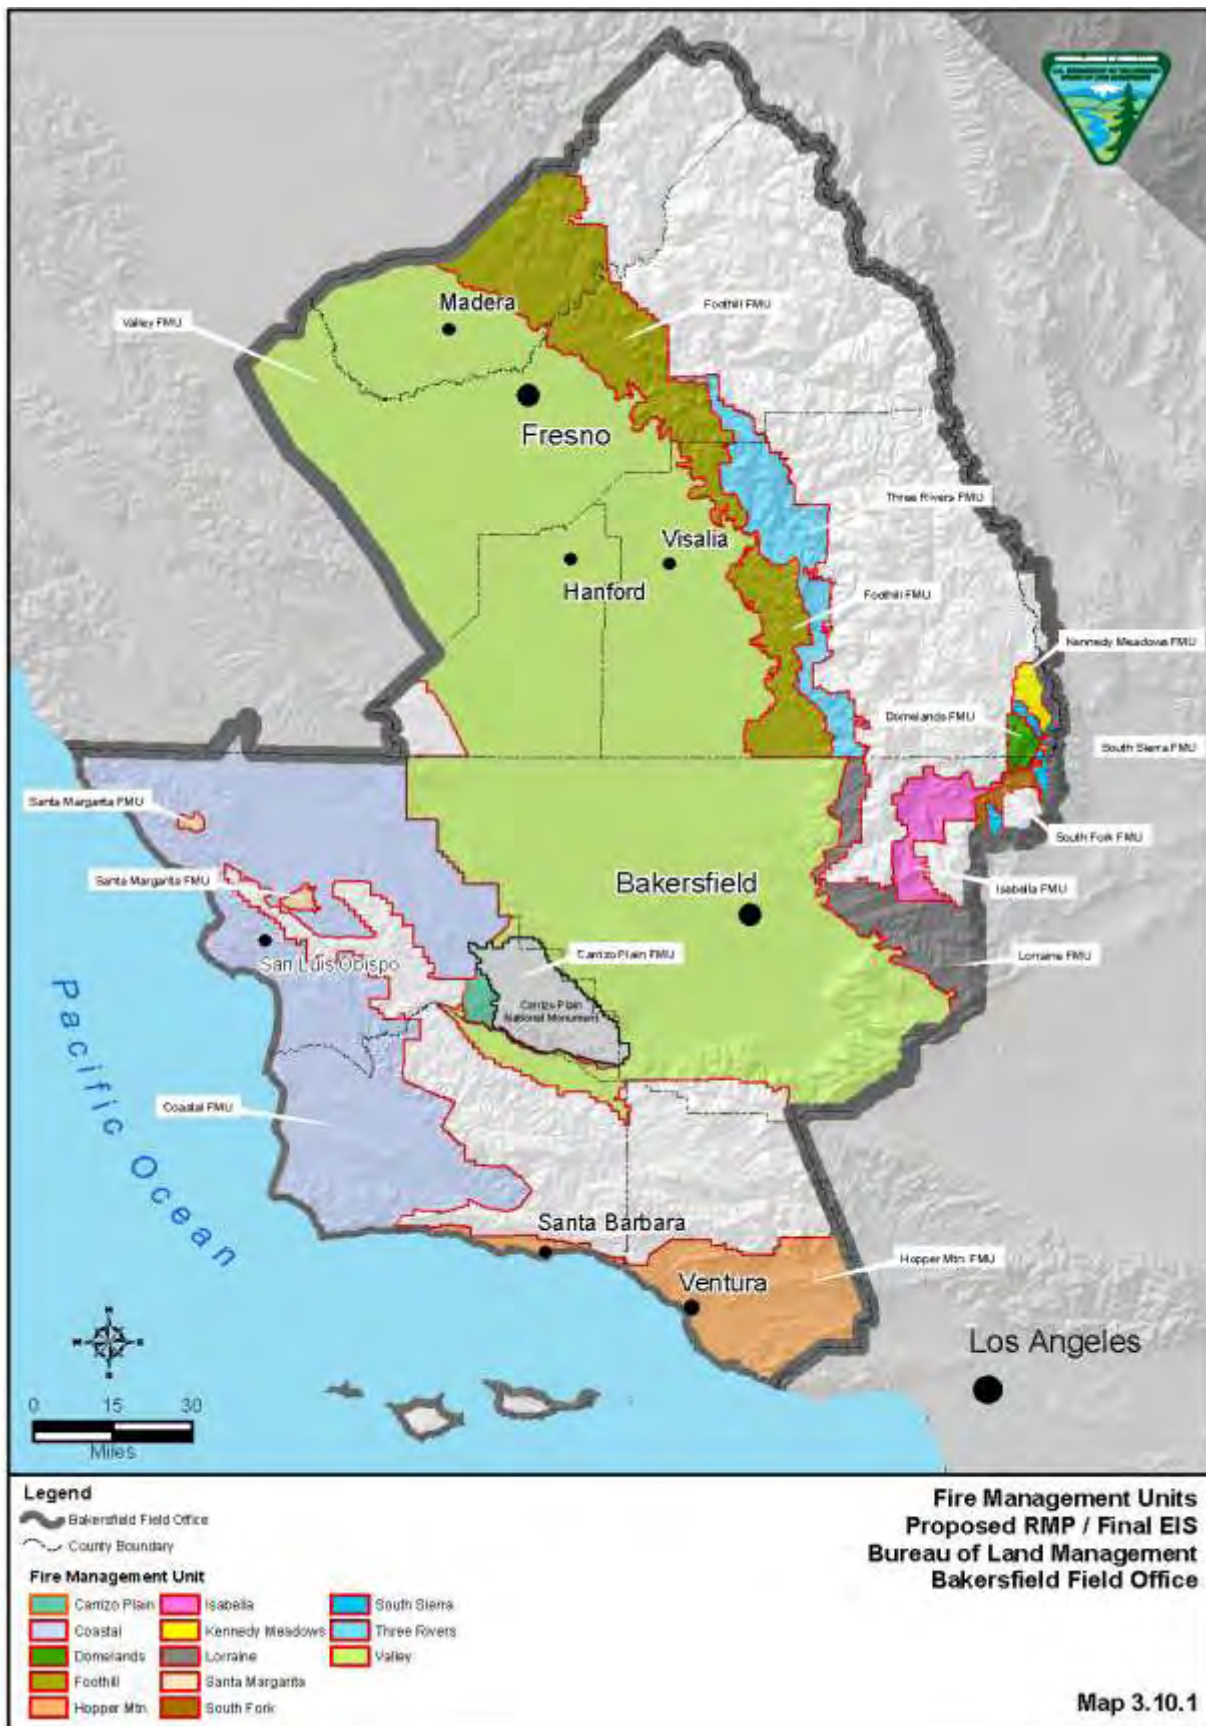 Madera
Foothill FMU
Valley FMU
Fresno
Three Rivers FMU
Visalia
Hanford
Foothill FMU
Kennedy Meadows FMU
Domelands FMU
South Sierra FMU
Santa Margarita FMU
South Fork FMU
Santa Margarita FMU
Bakersfield
Isabella FMU
San Luis Obispo
Carrizo Plain FMU
Lorraine FMU
Carrizo Plain
National Monument
Pacific Ocean
Coastal FMU
Santa Barbara
Hopper Mtn. FMU
Ventura
Los Angeles
N
W
E
S
0 15 30
Miles
Legend
Bakersfield Field Office
County Boundary
Fire Management Unit
Carrizo Plain
Coastal
Domelands
Foothill
Hopper Mtn.
Isabella
Kennedy Meadows
Lorraine
Santa Margarita
South Fork
South Sierra
Three Rivers
Valley
Fire Management Units
Proposed RMP / Final EIS
Bureau of Land Management
Bakersfield Field Office
Map 3.10.1